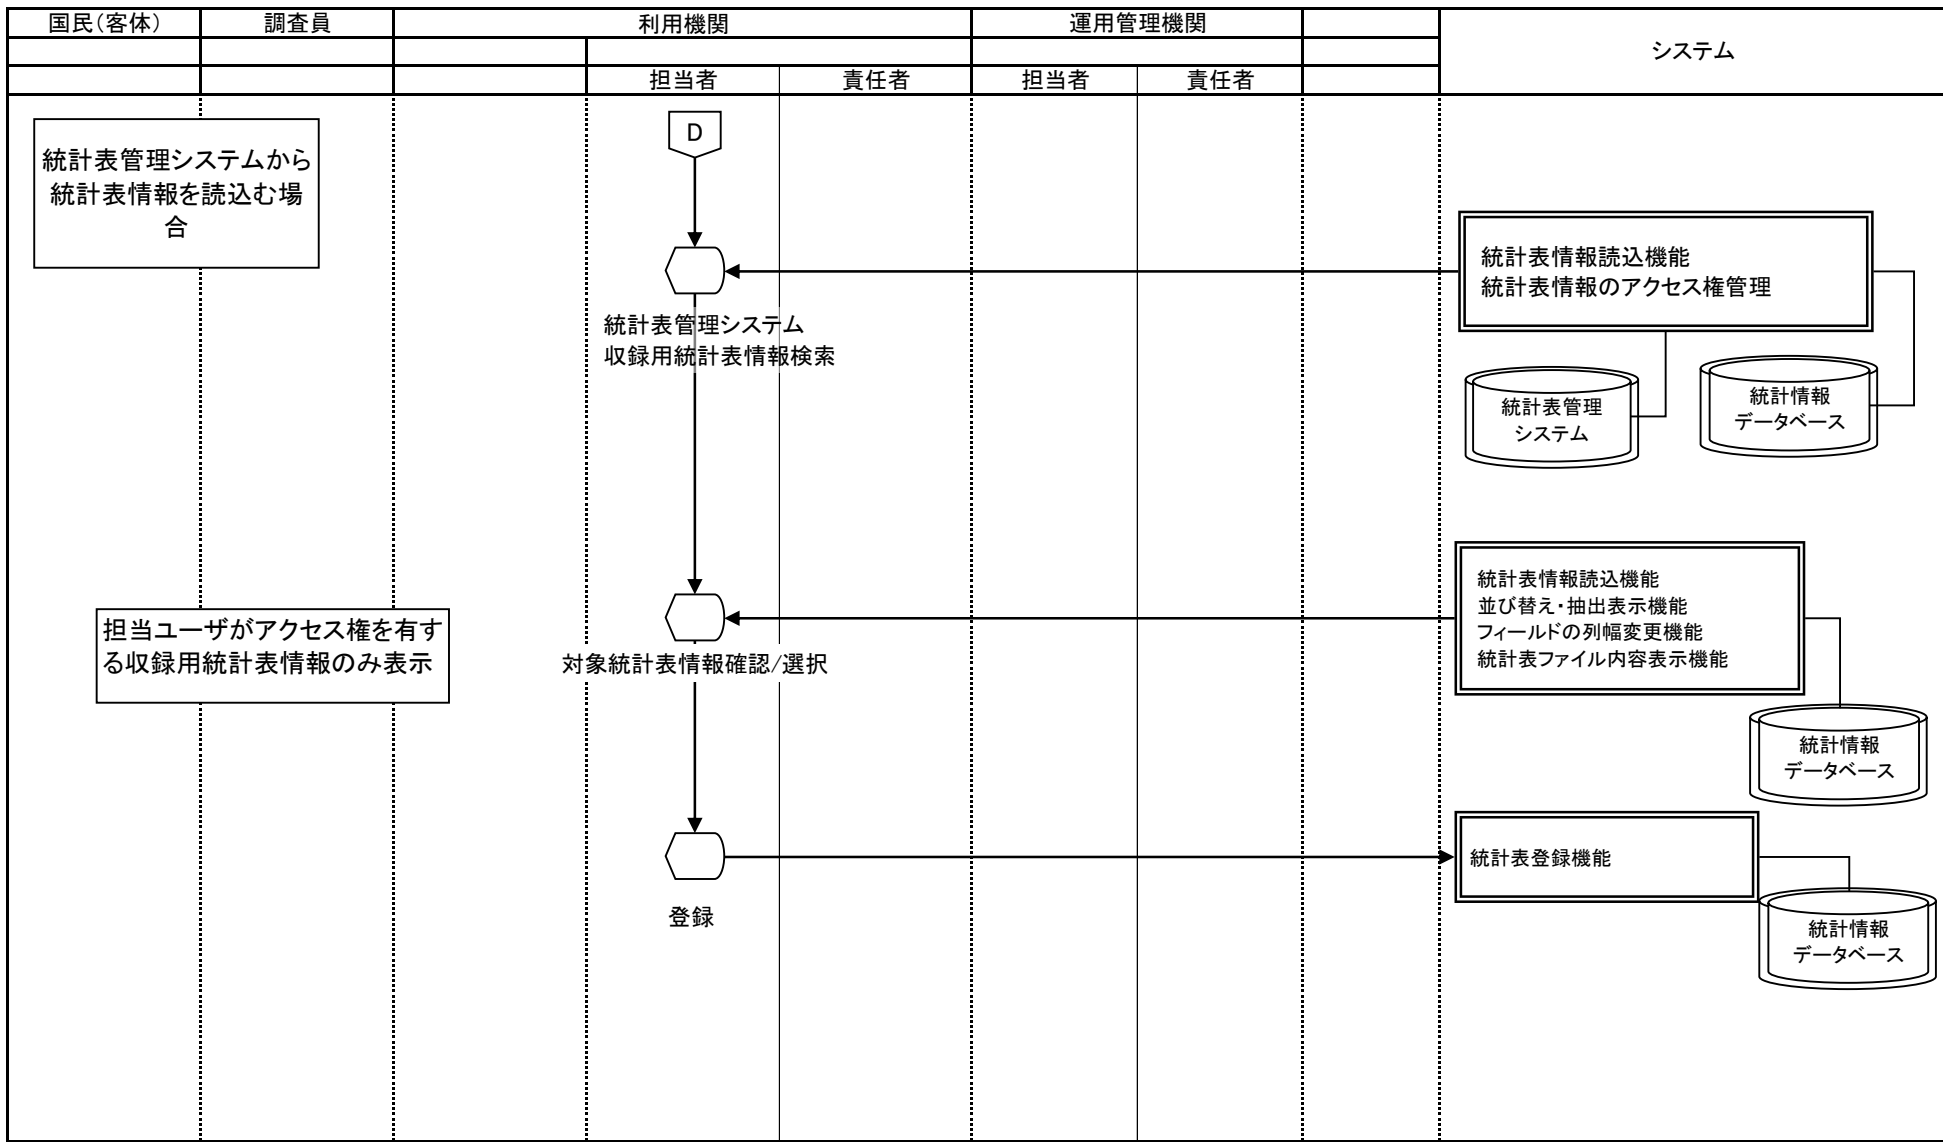 国民(客体)
調査員
利用機関
運用管理機関
システム
担当者
責任者
担当者
責任者
D
統計表管理システムから
統計表情報を読込む場
合
統計表情報読込機能
統計表情報のアクセス権管理
統計表管理システム
収録用統計表情報検索
統計表管理
システム
統計情報
データベース
統計表情報読込機能
並び替え・抽出表示機能
フィールドの列幅変更機能
統計表ファイル内容表示機能
担当ユーザがアクセス権を有す
る収録用統計表情報のみ表示
対象統計表情報確認/選択
統計情報
データベース
統計表登録機能
登録
統計情報
データベース